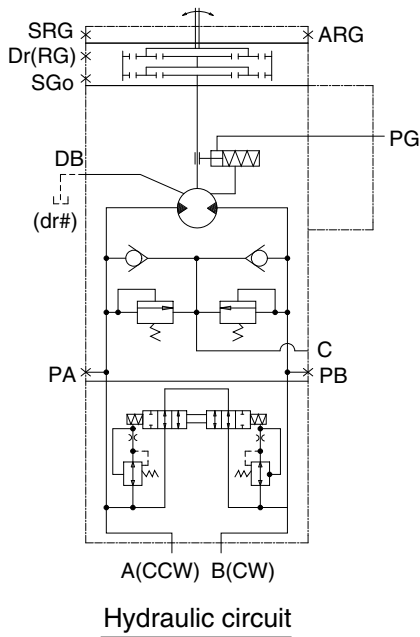 SRG
ARG
Dr(RG)
SGo
PG
DB
(dr#)
C
PA
PB
A(CCW) B(CW)
Hydraulic circuit